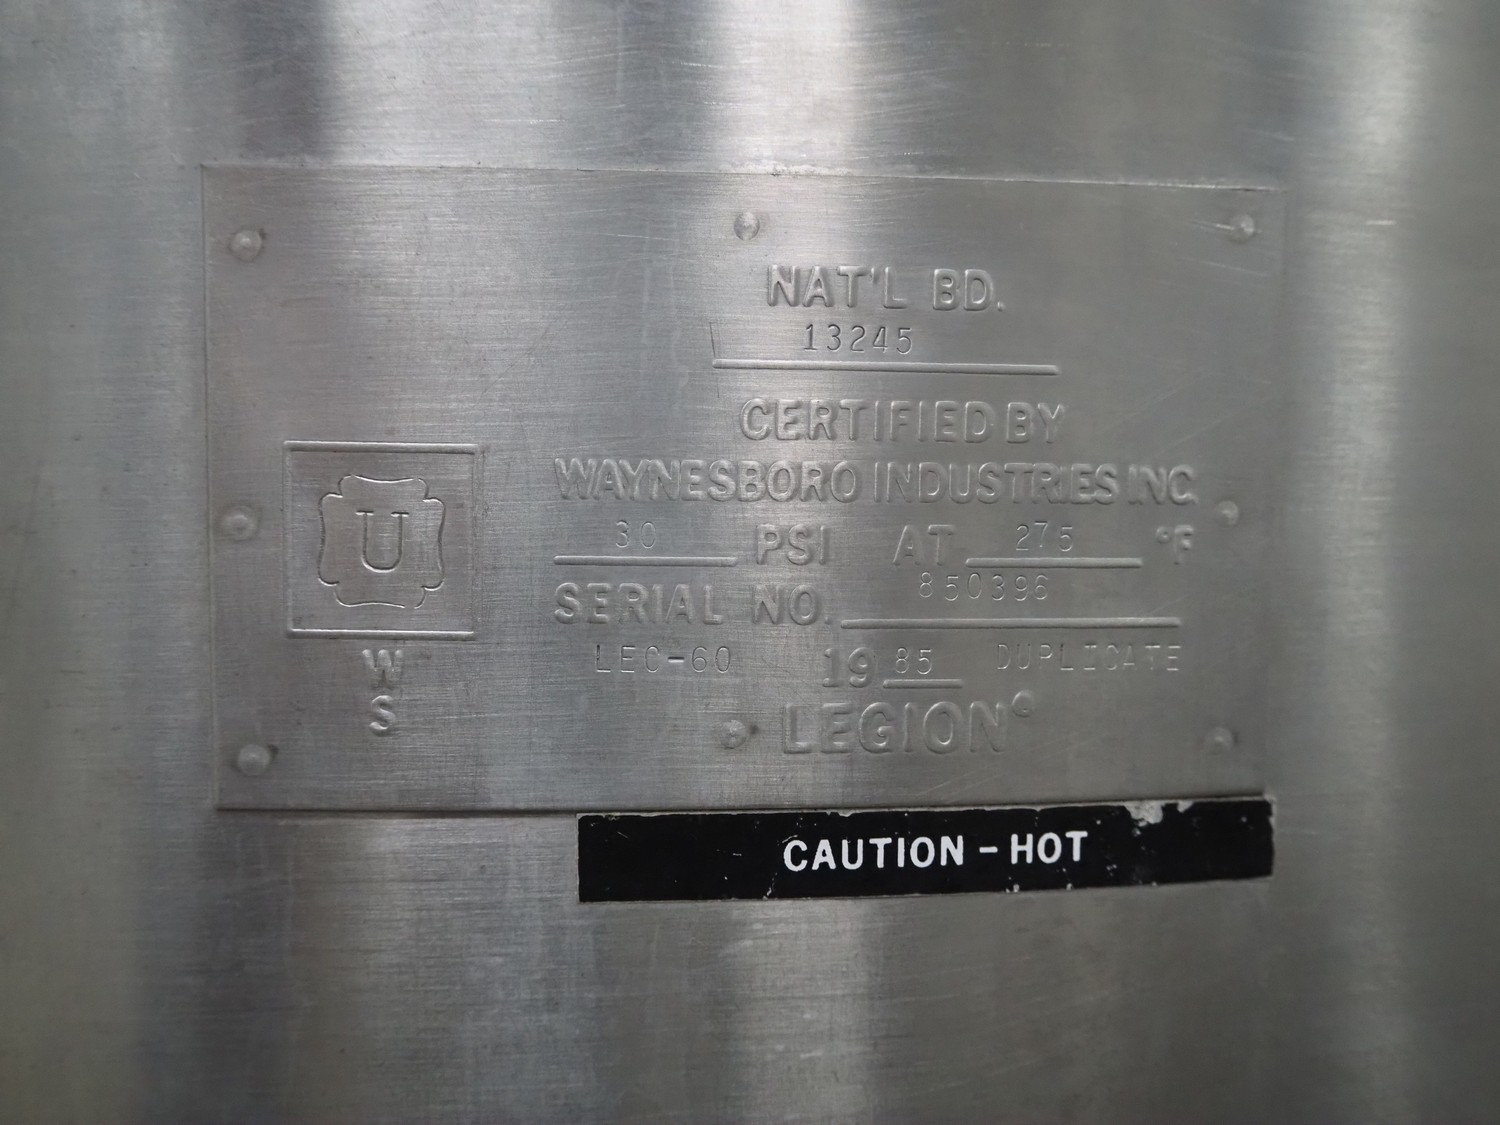 NAT'L BD.
13245
CERTIFIED BY
WAYNESBORO INDUSTRIES INC.
30 PSI AT 275 °F
SERIAL NO. 850396
LEC-60 1985 DUPLICATE
LEGION
U
W
S
CAUTION - HOT